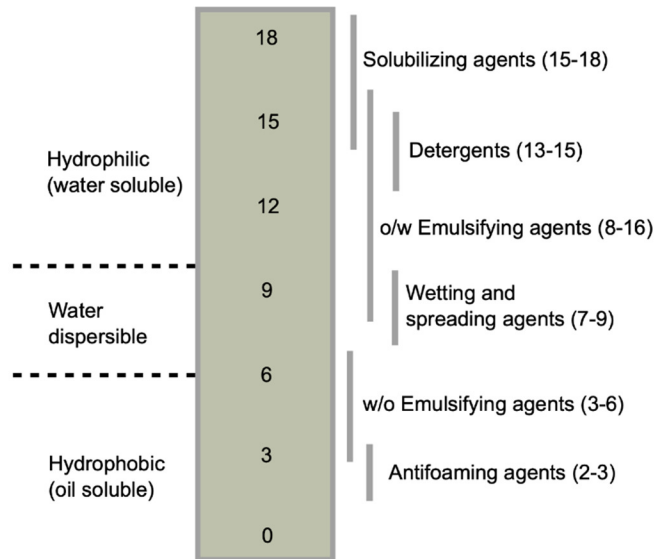 18
Solubilizing agents (15-18)
15
Detergents (13-15)
Hydrophilic
(water soluble)
12
o/w Emulsifying agents (8-16)
9
Wetting and
spreading agents (7-9)
Water
dispersible
6
w/o Emulsifying agents (3-6)
3
Hydrophobic
(oil soluble)
Antifoaming agents (2-3)
0